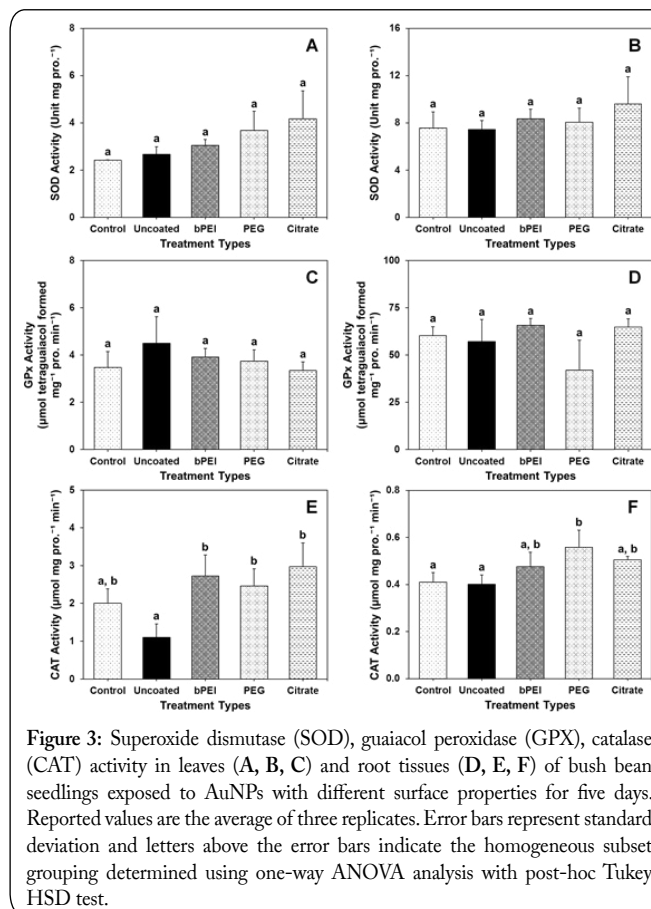 A
SOD Activity (Unit mg pro.⁻¹)
8
6
4
2
0
a
a
a
a
a
Control Uncoated bPEI PEG Citrate
Treatment Types
B
SOD Activity (Unit mg pro.⁻¹)
16
12
8
4
0
a
a
a
a
a
Control Uncoated bPEI PEG Citrate
Treatment Types
C
GPx Activity
(μmol tetraguaiacol formed
mg⁻¹ pro. min⁻¹)
8
6
4
2
0
a
a
a
a
a
Control Uncoated bPEI PEG Citrate
Treatment Types
D
GPx Activity
(μmol tetraguaiacol formed
mg⁻¹ pro. min⁻¹)
100
75
50
25
0
a
a
a
a
a
Control Uncoated bPEI PEG Citrate
Treatment Types
E
CAT Activity (μmol mg pro.⁻¹ min⁻¹)
5
4
3
2
1
0
a, b
a
b
b
b
Control Uncoated bPEI PEG Citrate
Treatment Types
F
CAT Activity (μmol mg pro.⁻¹ min⁻¹)
0.8
0.6
0.4
0.2
0.0
a
a
a, b
b
a, b
Control Uncoated bPEI PEG Citrate
Treatment Types
Figure 3: Superoxide dismutase (SOD), guaiacol peroxidase (GPX), catalase
(CAT) activity in leaves (A, B, C) and root tissues (D, E, F) of bush bean
seedlings exposed to AuNPs with different surface properties for five days.
Reported values are the average of three replicates. Error bars represent standard
deviation and letters above the error bars indicate the homogeneous subset
grouping determined using one-way ANOVA analysis with post-hoc Tukey
HSD test.